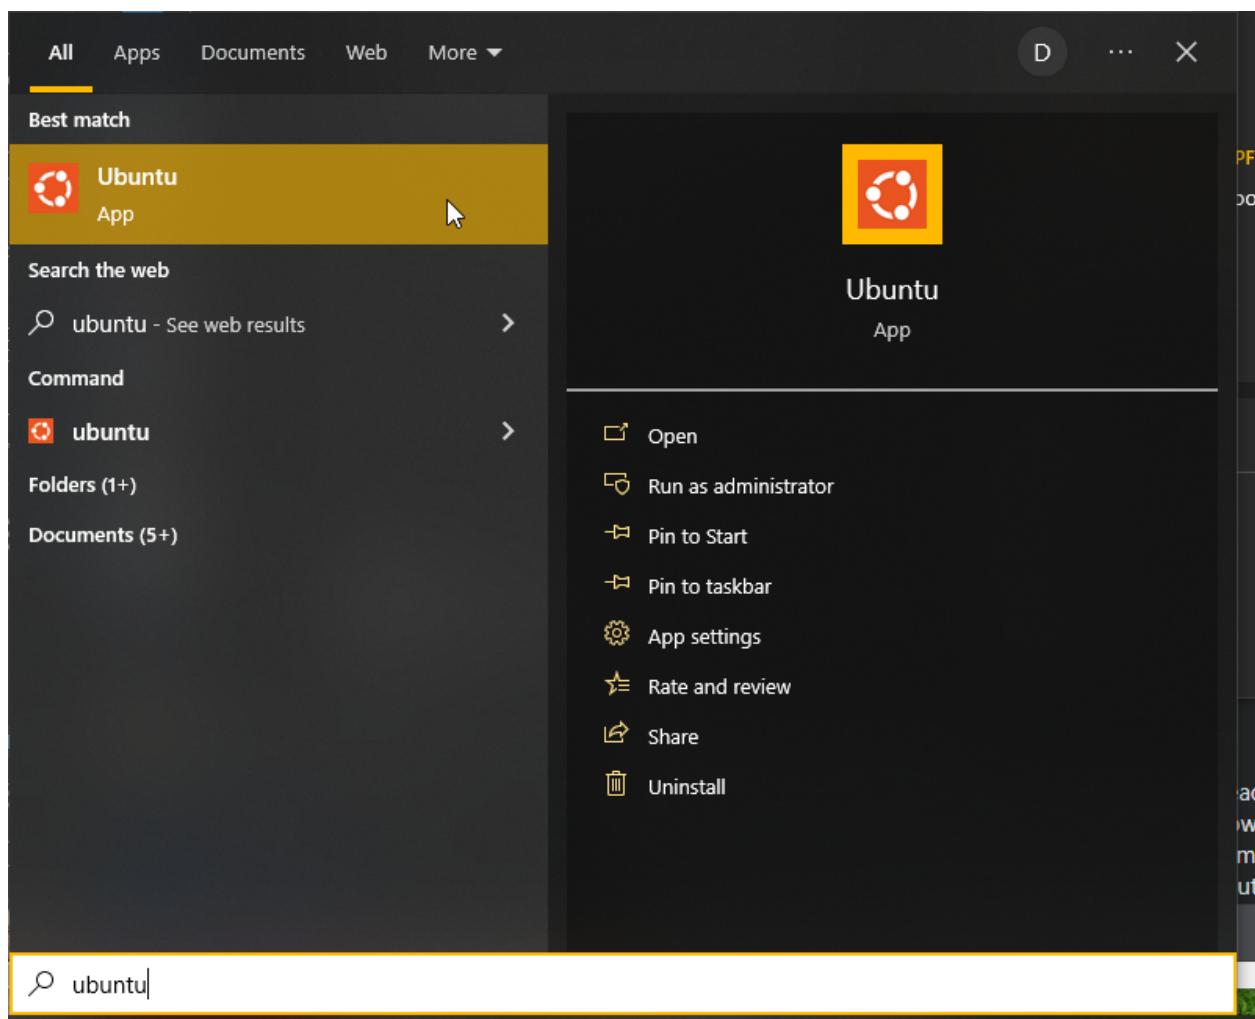 All Apps Documents Web More D ...
Best match
Ubuntu
App
Search the web
ubuntu - See web results
Command
ubuntu
Folders (1+)
Documents (5+)
Ubuntu
App
Open
Run as administrator
Pin to Start
Pin to taskbar
App settings
Rate and review
Share
Uninstall
ubuntu